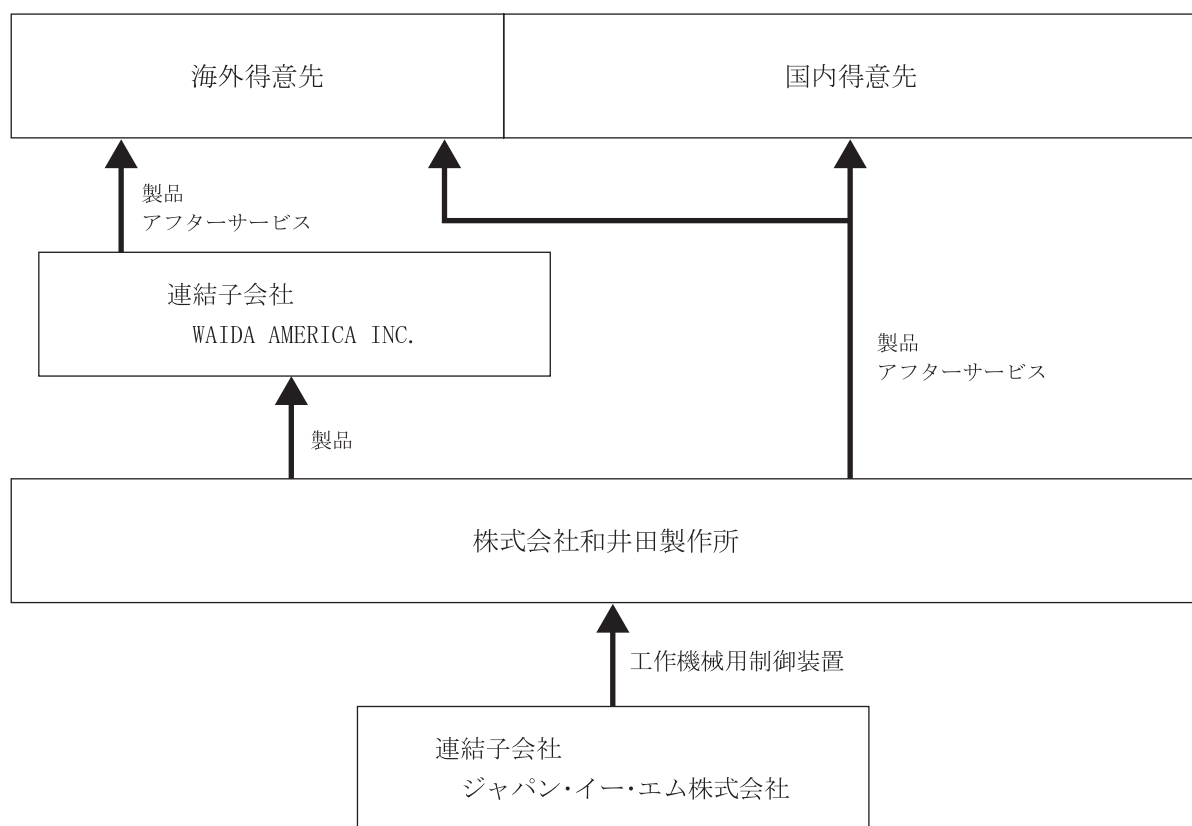 海外得意先
国内得意先
製品
アフターサービス
連結子会社
WAIDA AMERICA INC.
製品
アフターサービス
製品
株式会社和井田製作所
工作機械用制御装置
連結子会社
ジャパン・イー・エム株式会社